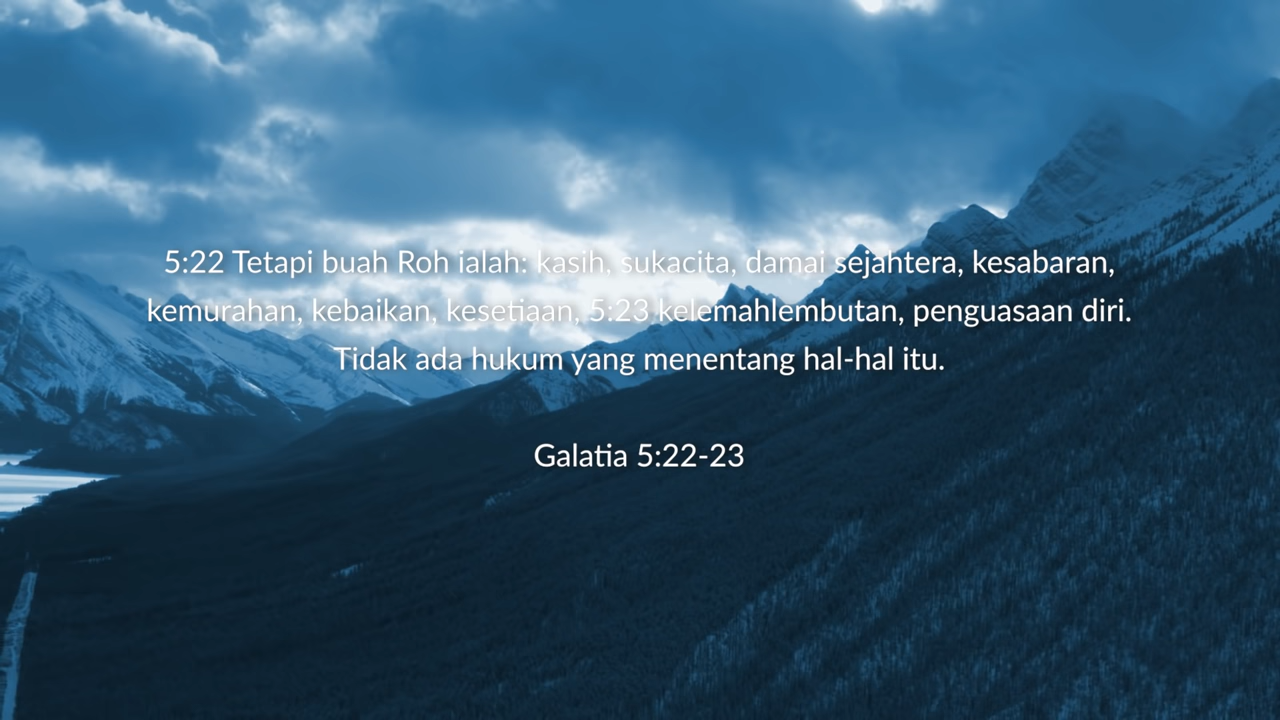 5:22 Tetapi buah Roh ialah: kasih, sukacita, damai sejahtera, kesabaran,
kemurahan, kebaikan, kesetiaan, 5:23 kelemahlembutan, penguasaan diri.
Tidak ada hukum yang menentang hal-hal itu.
Galatia 5:22-23